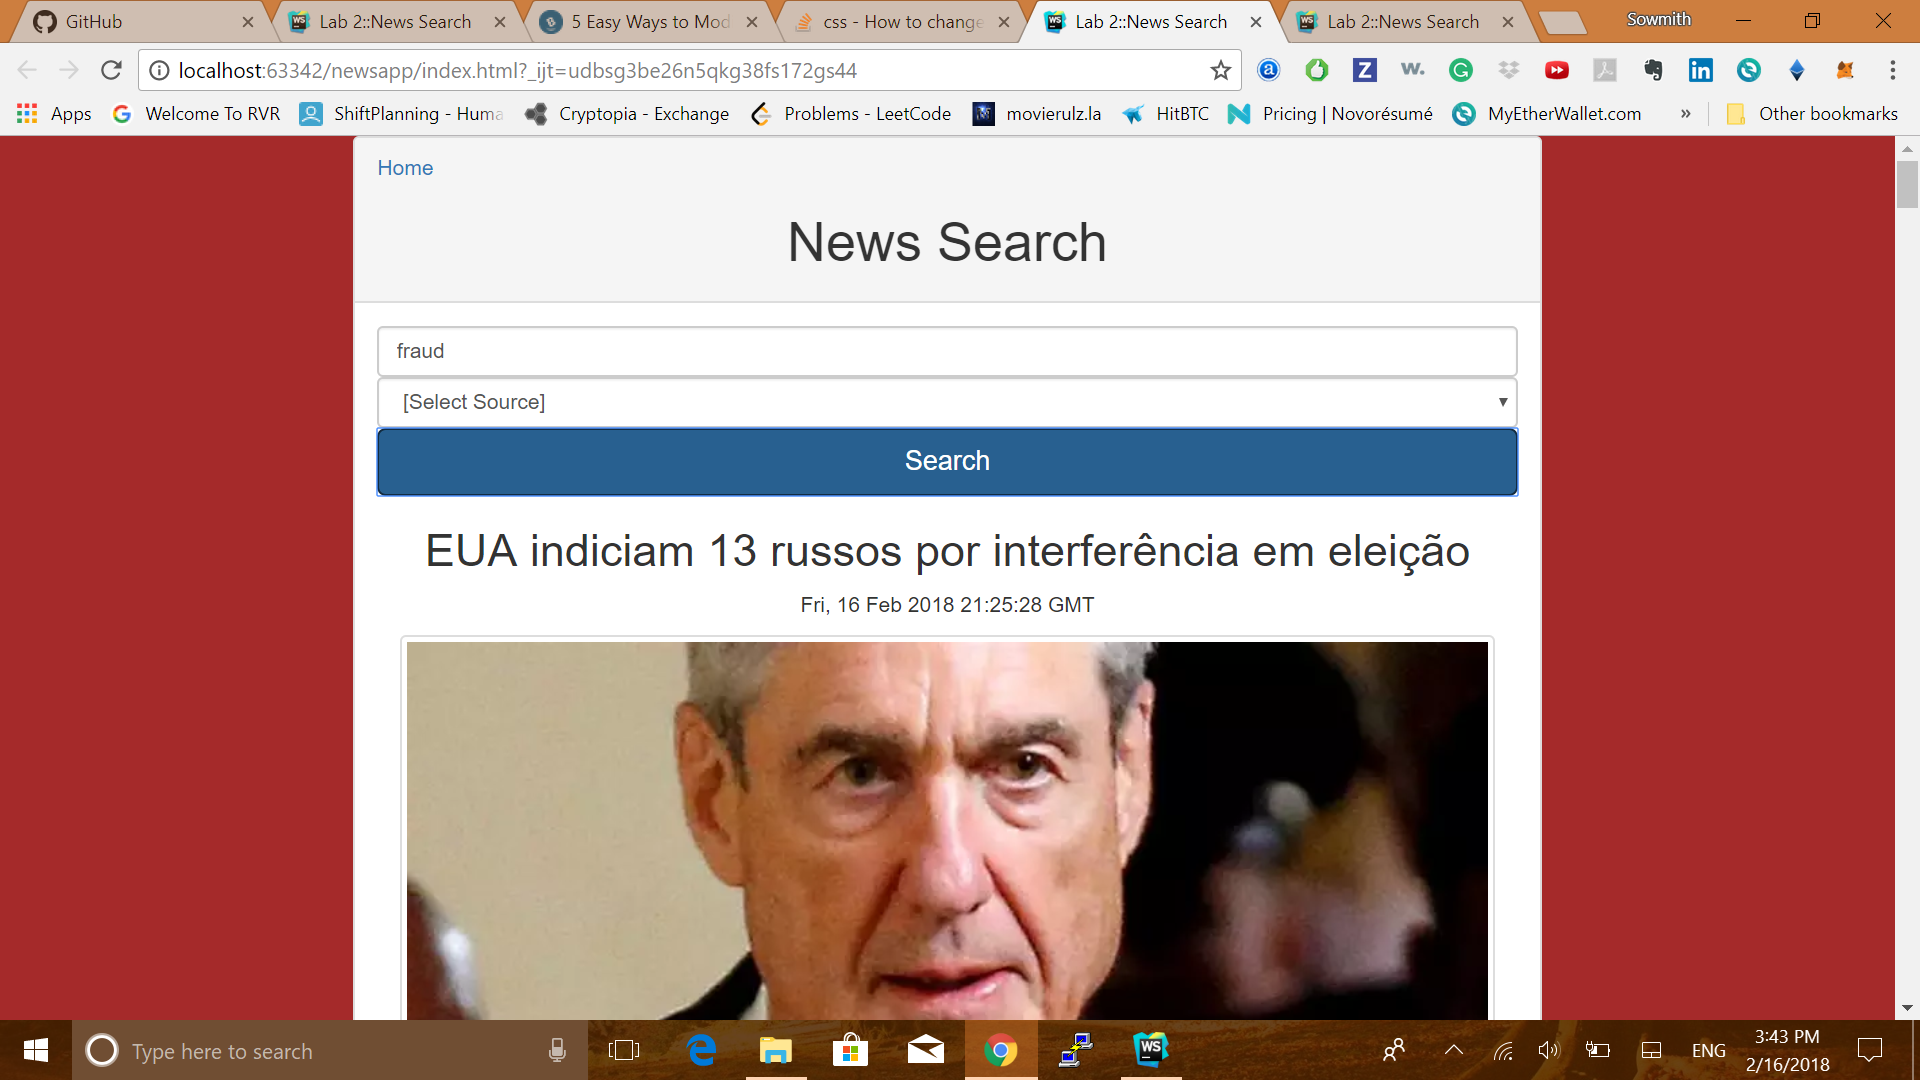 GitHub
Lab 2::News Search
5 Easy Ways to Mod
css - How to change
Lab 2::News Search
Lab 2::News Search
Sowmith
localhost:63342/newsapp/index.html?_ijt=udbsg3be26n5qkg38fs172gs44
Apps
Welcome To RVR
ShiftPlanning - Huma
Cryptopia - Exchange
Problems - LeetCode
movierulz.la
HitBTC
Pricing | Novorésumé
MyEtherWallet.com
»
Other bookmarks
Home
News Search
fraud
[Select Source]
Search
EUA indiciam 13 russos por interferência em eleição
Fri, 16 Feb 2018 21:25:28 GMT
Type here to search
WS
ENG
3:43 PM
2/16/2018